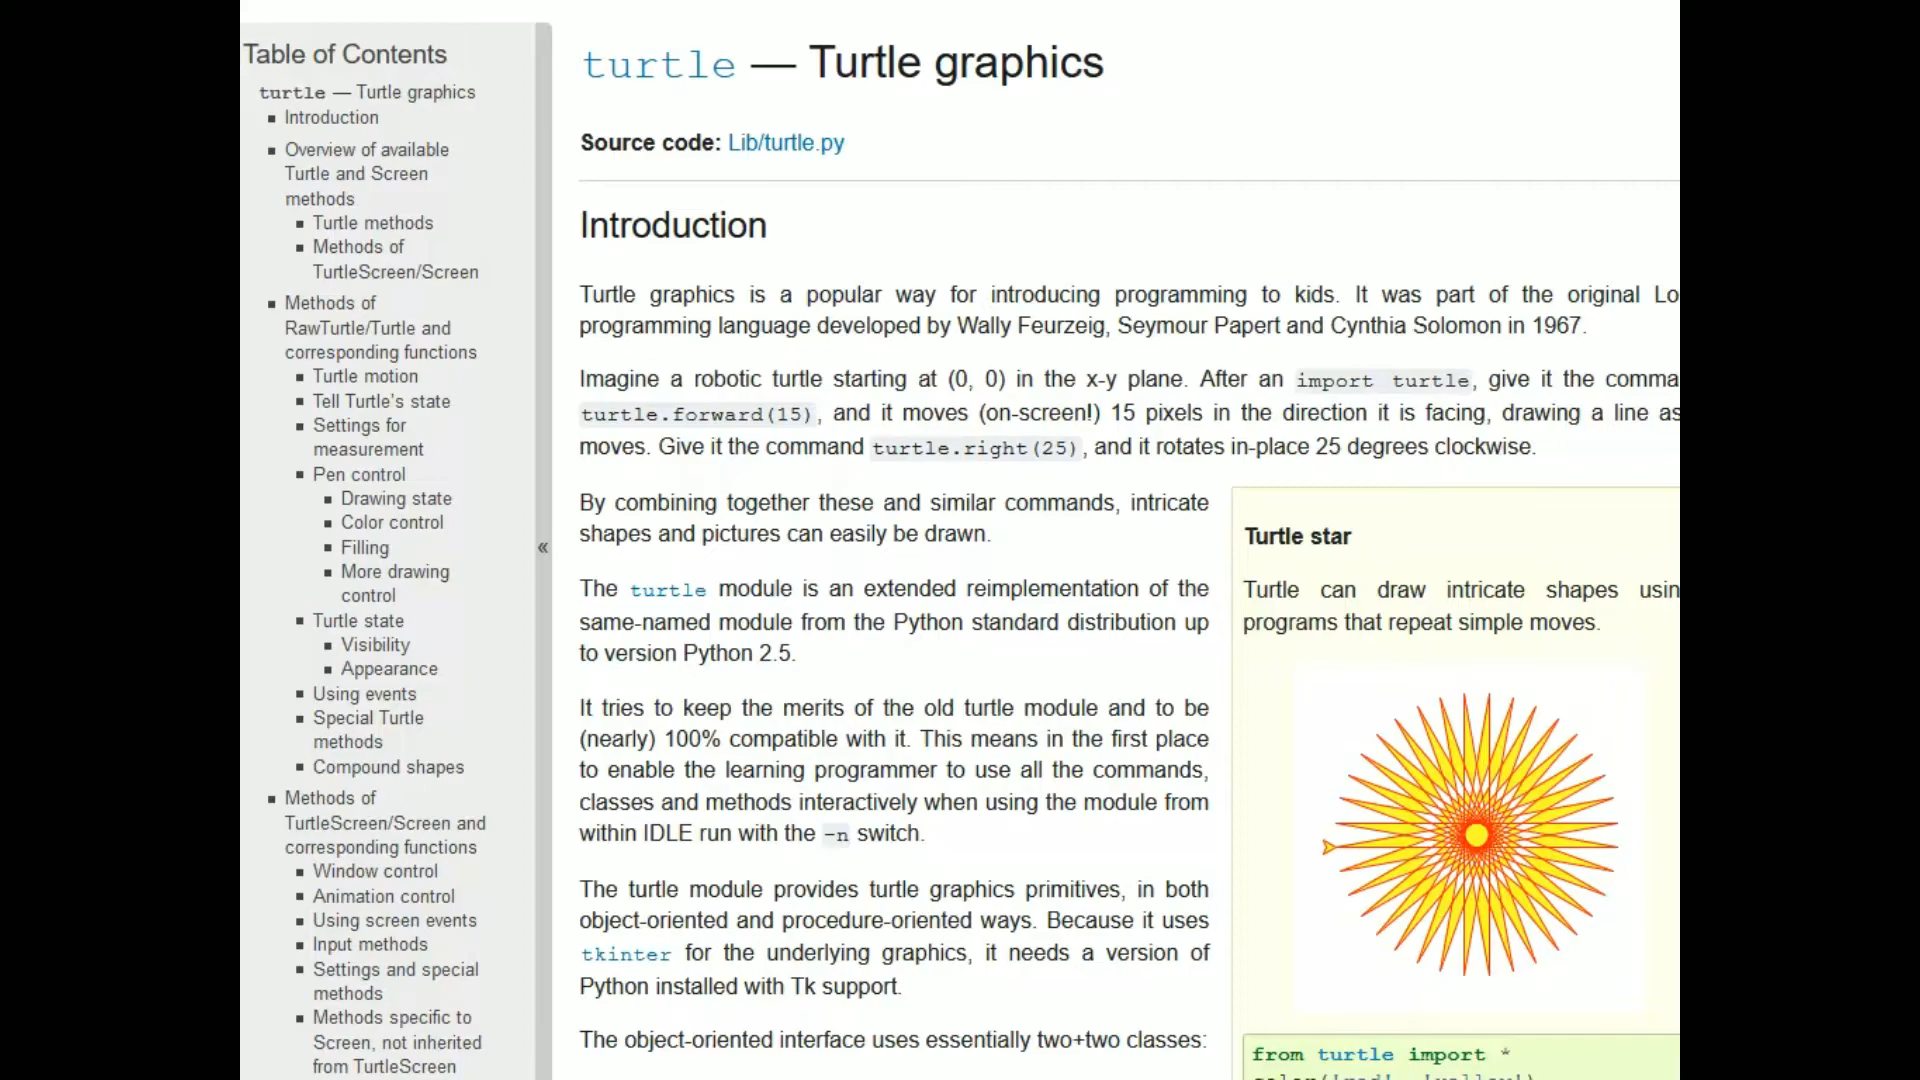 Table of Contents
turtle — Turtle graphics
Introduction
Overview of available
Turtle and Screen
methods
Turtle methods
Methods of
TurtleScreen/Screen
Methods of
RawTurtle/Turtle and
corresponding functions
Turtle motion
Tell Turtle's state
Settings for
measurement
Pen control
Drawing state
Color control
Filling
More drawing
control
Turtle state
Visibility
Appearance
Using events
Special Turtle
methods
Compound shapes
Methods of
TurtleScreen/Screen and
corresponding functions
Window control
Animation control
Using screen events
Input methods
Settings and special
methods
Methods specific to
Screen, not inherited
from TurtleScreen
«
turtle — Turtle graphics
Source code: Lib/turtle.py
Introduction
Turtle graphics is a popular way for introducing programming to kids. It was part of the original Lo
programming language developed by Wally Feurzeig, Seymour Papert and Cynthia Solomon in 1967.
Imagine a robotic turtle starting at (0, 0) in the x-y plane. After an import turtle, give it the comma
turtle.forward(15), and it moves (on-screen!) 15 pixels in the direction it is facing, drawing a line as
moves. Give it the command turtle.right(25), and it rotates in-place 25 degrees clockwise.
By combining together these and similar commands, intricate
shapes and pictures can easily be drawn.
The turtle module is an extended reimplementation of the
same-named module from the Python standard distribution up
to version Python 2.5.
It tries to keep the merits of the old turtle module and to be
(nearly) 100% compatible with it. This means in the first place
to enable the learning programmer to use all the commands,
classes and methods interactively when using the module from
within IDLE run with the -n switch.
The turtle module provides turtle graphics primitives, in both
object-oriented and procedure-oriented ways. Because it uses
tkinter for the underlying graphics, it needs a version of
Python installed with Tk support.
The object-oriented interface uses essentially two+two classes:
Turtle star
Turtle can draw intricate shapes usin
programs that repeat simple moves.
from turtle import *